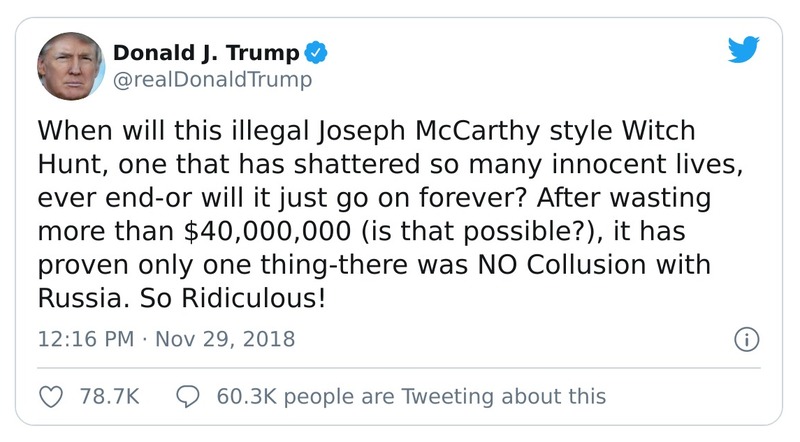 Donald J. Trump
@realDonaldTrump
When will this illegal Joseph McCarthy style Witch
Hunt, one that has shattered so many innocent lives,
ever end-or will it just go on forever? After wasting
more than $40,000,000 (is that possible?), it has
proven only one thing-there was NO Collusion with
Russia. So Ridiculous!
12:16 PM · Nov 29, 2018
78.7K 60.3K people are Tweeting about this